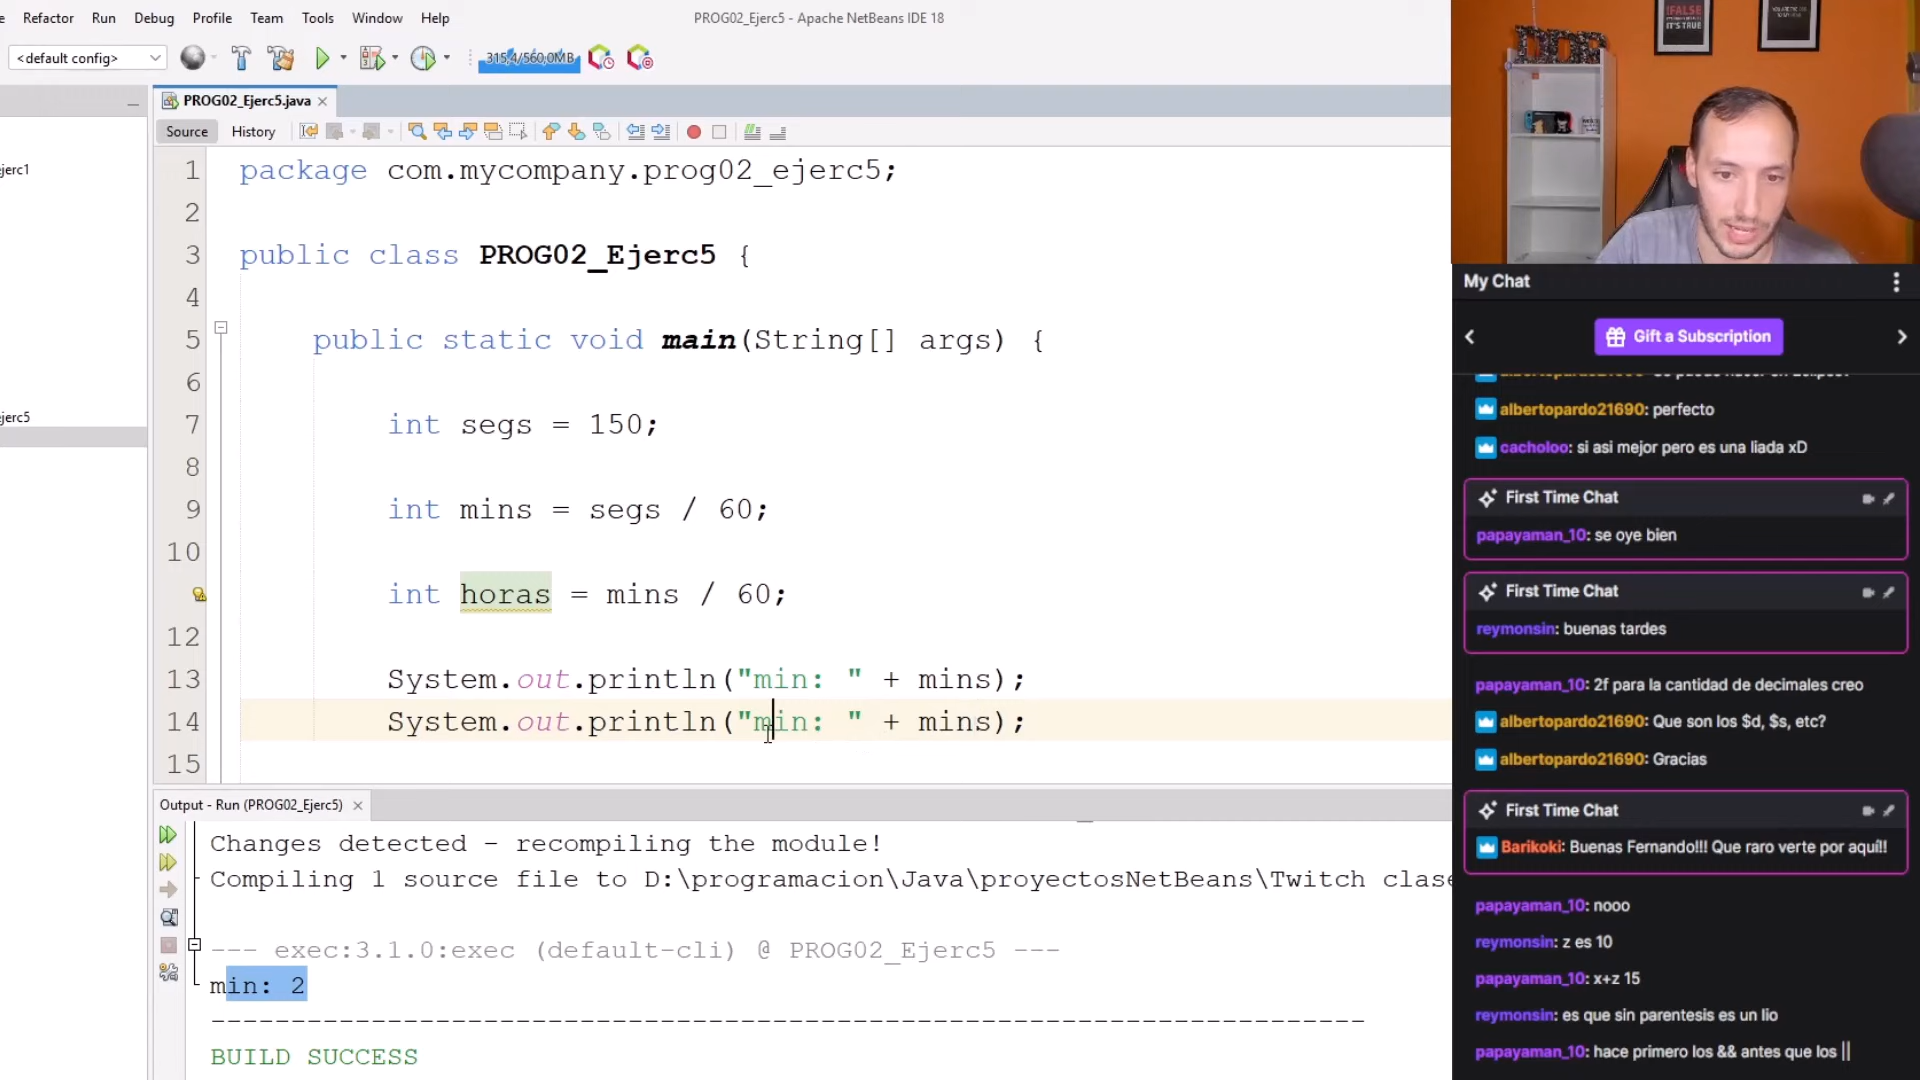 Refactor Run Debug Profile Team Tools Window Help
PROG02_Ejerc5 - Apache NetBeans IDE 18
<default config>
315,4/560,0MB
PROG02_Ejerc5.java
Source History
1 package com.mycompany.prog02_ejerc5;
2
3 public class PROG02_Ejerc5 {
4
5 public static void main(String[] args) {
6
7 int segs = 150;
8
9 int mins = segs / 60;
10
int horas = mins / 60;
12
13 System.out.println("min: " + mins);
14 System.out.println("min: " + mins);
15
jerc1
jerc5
Output - Run (PROG02_Ejerc5)
Changes detected - recompiling the module!
Compiling 1 source file to D:\programacion\Java\proyectosNetBeans\Twitch clase
--- exec:3.1.0:exec (default-cli) @ PROG02_Ejerc5 ---
min: 2
------------------------------------------------------------------------
BUILD SUCCESS
!FALSE
IT'S TRUE
My Chat
Gift a Subscription
albertopardo21690: perfecto
cacholoo: si asi mejor pero es una liada xD
First Time Chat
papayaman_10: se oye bien
First Time Chat
reymonsin: buenas tardes
papayaman_10: 2f para la cantidad de decimales creo
albertopardo21690: Que son los $d, $s, etc?
albertopardo21690: Gracias
First Time Chat
Barikoki: Buenas Fernando!!! Que raro verte por aquí!!
papayaman_10: nooo
reymonsin: z es 10
papayaman_10: x+z 15
reymonsin: es que sin parentesis es un lio
papayaman_10: hace primero los && antes que los ||